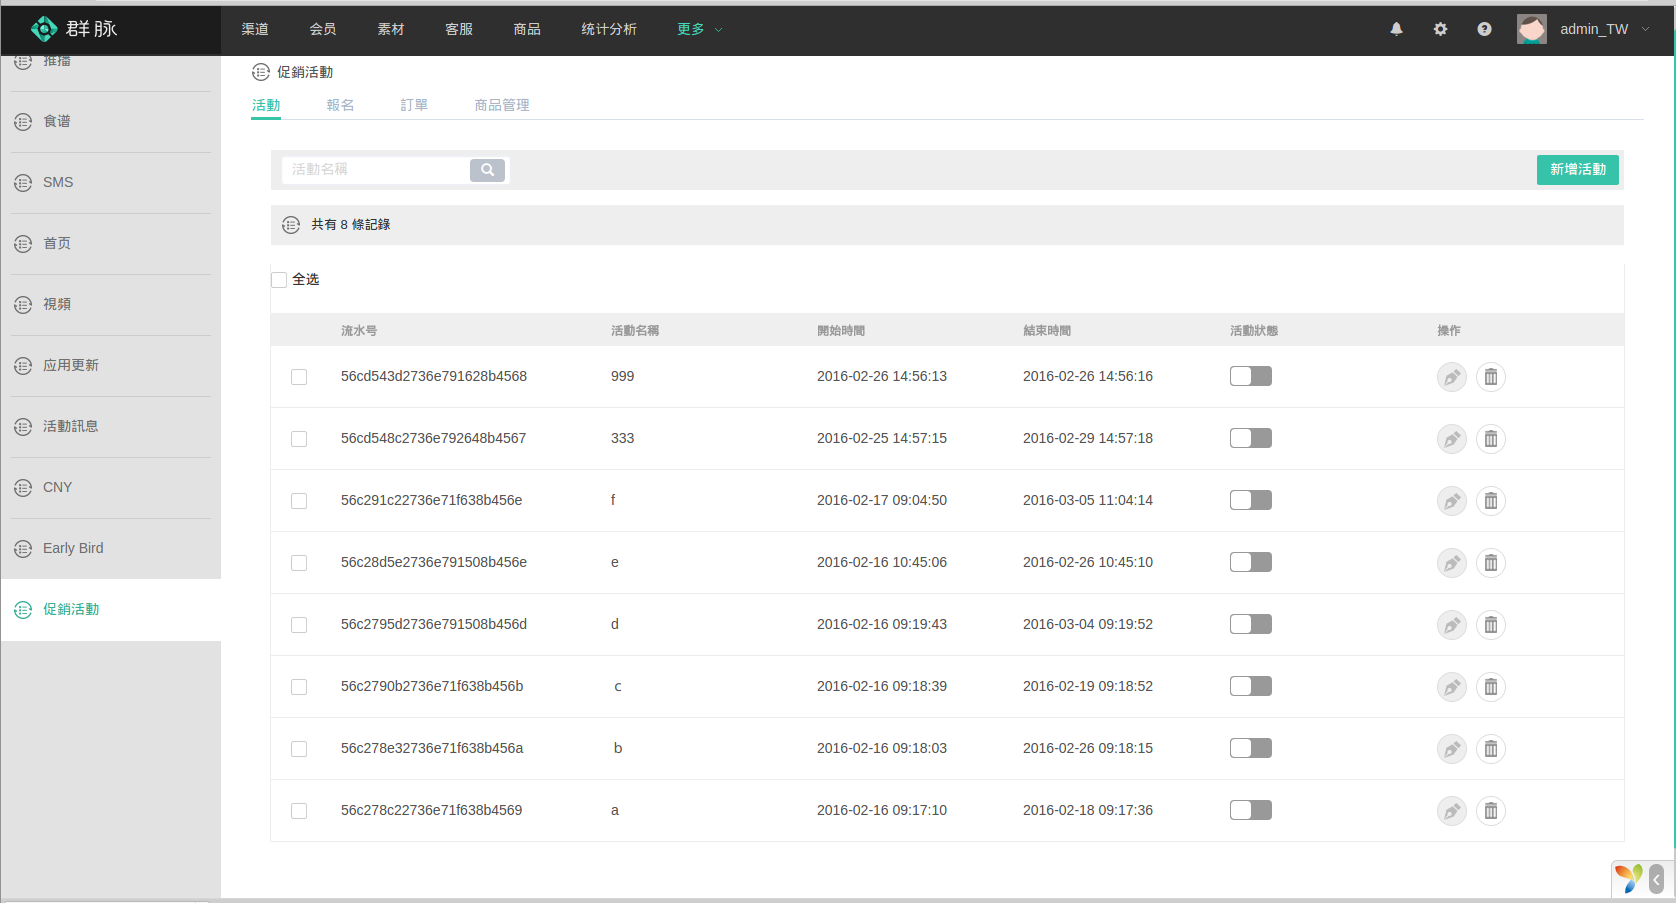 群脉
渠道 会员 素材 客服 商品 统计分析 更多 admin_TW
推播
食谱
SMS
首页
視頻
应用更新
活動訊息
CNY
Early Bird
促銷活動
促銷活動
活動 報名 訂單 商品管理
活動名稱 新增活動
共有 8 條記錄
全选
流水号 活動名稱 開始時間 結束時間 活動狀態 操作
56cd543d2736e791628b4568 999 2016-02-26 14:56:13 2016-02-26 14:56:16
56cd548c2736e792648b4567 333 2016-02-25 14:57:15 2016-02-29 14:57:18
56c291c22736e71f638b456e f 2016-02-17 09:04:50 2016-03-05 11:04:14
56c28d5e2736e791508b456e e 2016-02-16 10:45:06 2016-02-26 10:45:10
56c2795d2736e791508b456d d 2016-02-16 09:19:43 2016-03-04 09:19:52
56c2790b2736e71f638b456b c 2016-02-16 09:18:39 2016-02-19 09:18:52
56c278e32736e71f638b456a b 2016-02-16 09:18:03 2016-02-26 09:18:15
56c278c22736e71f638b4569 a 2016-02-16 09:17:10 2016-02-18 09:17:36